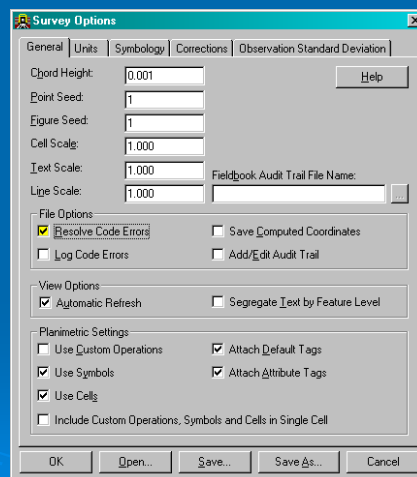 Survey Options
General Units Symbology Corrections Observation Standard Deviation
Chord Height: 0.001 Help
Point Seed: 1
Figure Seed: 1
Cell Scale: 1.000
Text Scale: 1.000 Fieldbook Audit Trail File Name:
Line Scale: 1.000 ...
File Options
Resolve Code Errors Save Computed Coordinates
Log Code Errors Add/Edit Audit Trail
View Options
Automatic Refresh Segregate Text by Feature Level
Planimetric Settings
Use Custom Operations Attach Default Tags
Use Symbols Attach Attribute Tags
Use Cells
Include Custom Operations, Symbols and Cells in Single Cell
OK Open... Save... Save As... Cancel